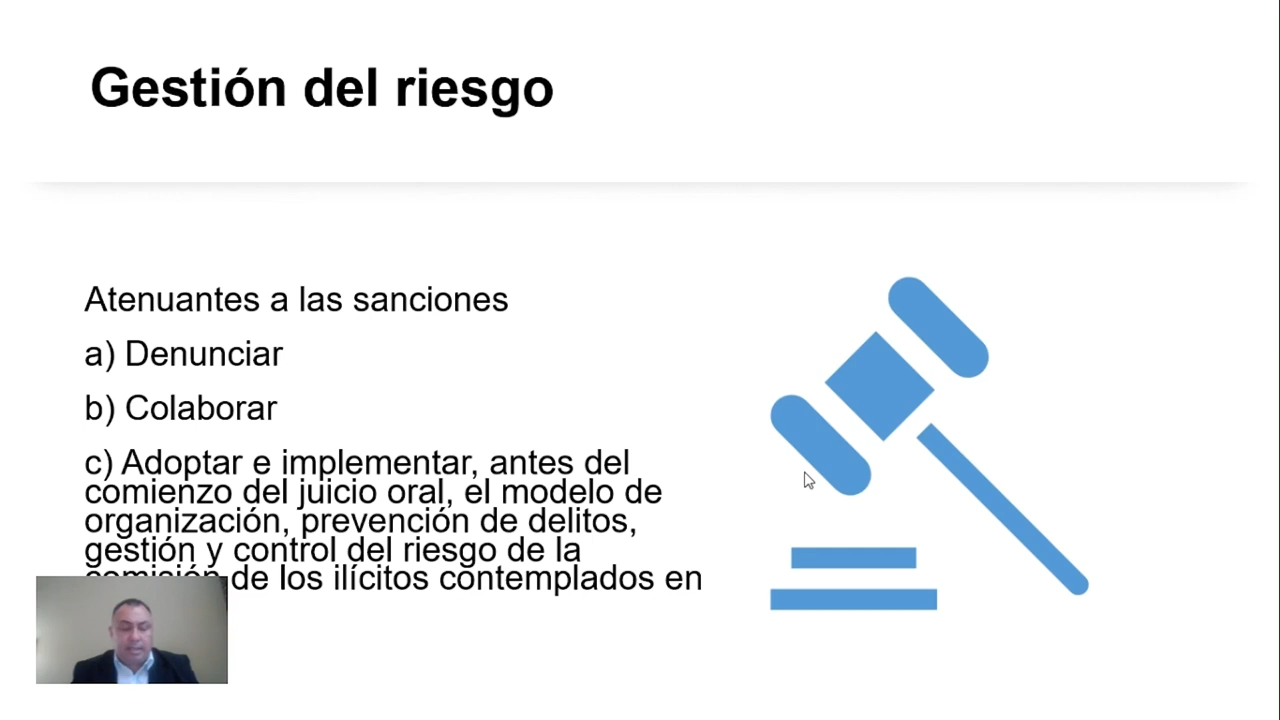 Gestión del riesgo
Atenuantes a las sanciones
a) Denunciar
b) Colaborar
c) Adoptar e implementar, antes del
comienzo del juicio oral, el modelo de
organización, prevención de delitos,
gestión y control del riesgo de la
comisión de los ilícitos contemplados en